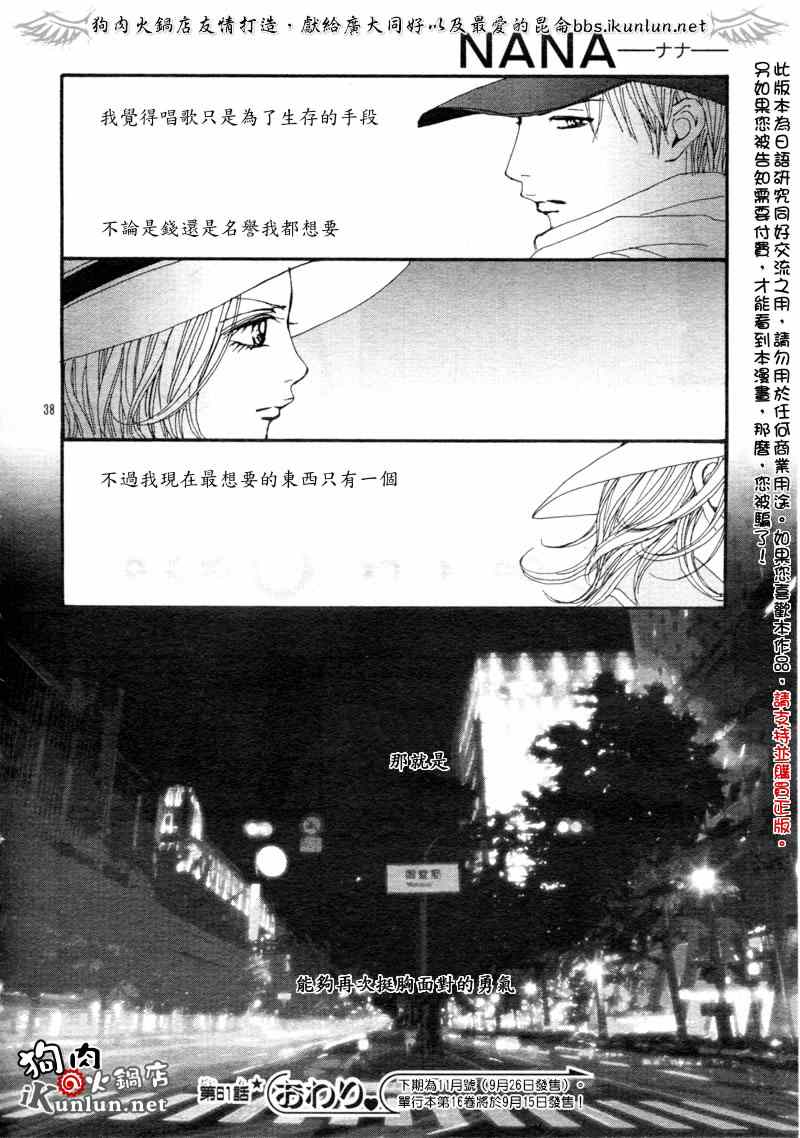 狗肉火鍋店友情打造，獻給廣大同好以及最愛的昆侖bbs.ikunlun.net
NANA——ナナ——
此版本為日語研究同好交流之用，請勿用於任何商業用途。如果您喜歡本作品，請支持並購買正版。
另如果您被告知需要付費，才能看到本漫畫，那麼，您被騙了！
我覺得唱歌只是為了生存的手段
不論是錢還是名譽我都想要
38
不過我現在最想要的東西只有一個
那就是
御堂筋
能夠再次挺胸面對的勇氣
狗肉火鍋店
iKunlun.net
第61話★おわり
下期為11月號（9月26日發售）。
單行本第16卷將於9月15日發售！